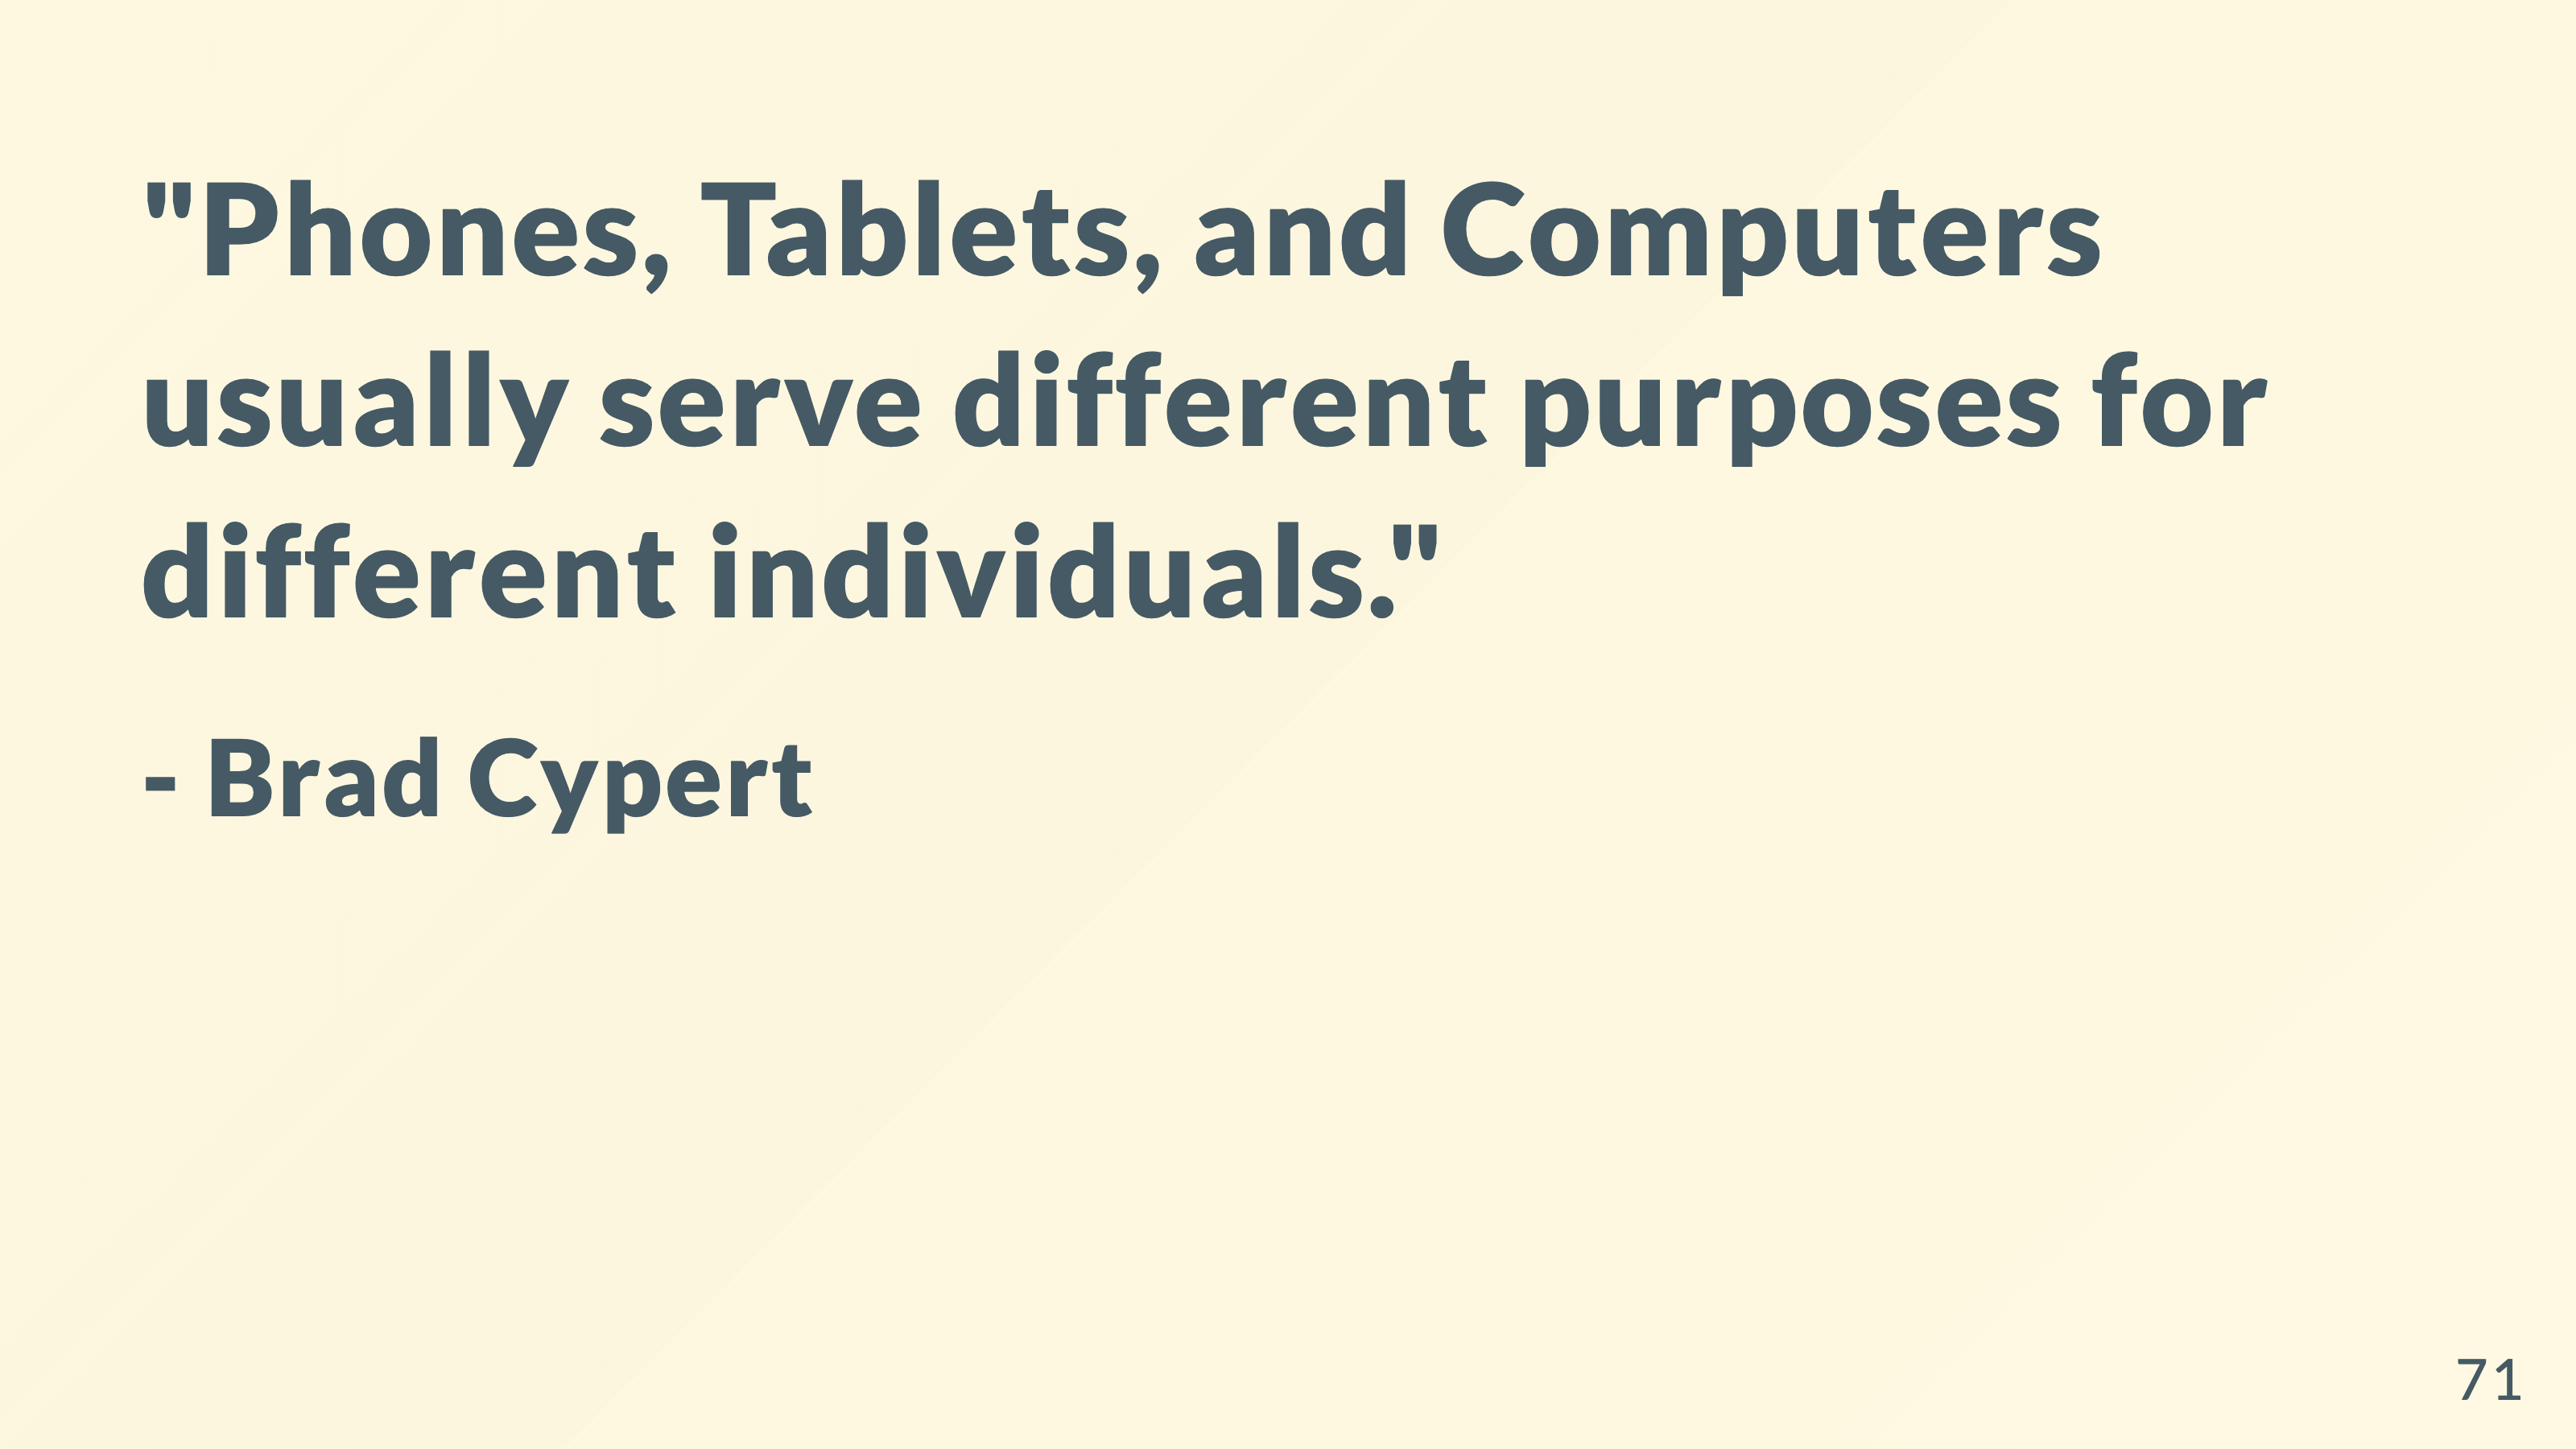 "Phones, Tablets, and Computers
usually serve different purposes for
different individuals."
- Brad Cypert
71